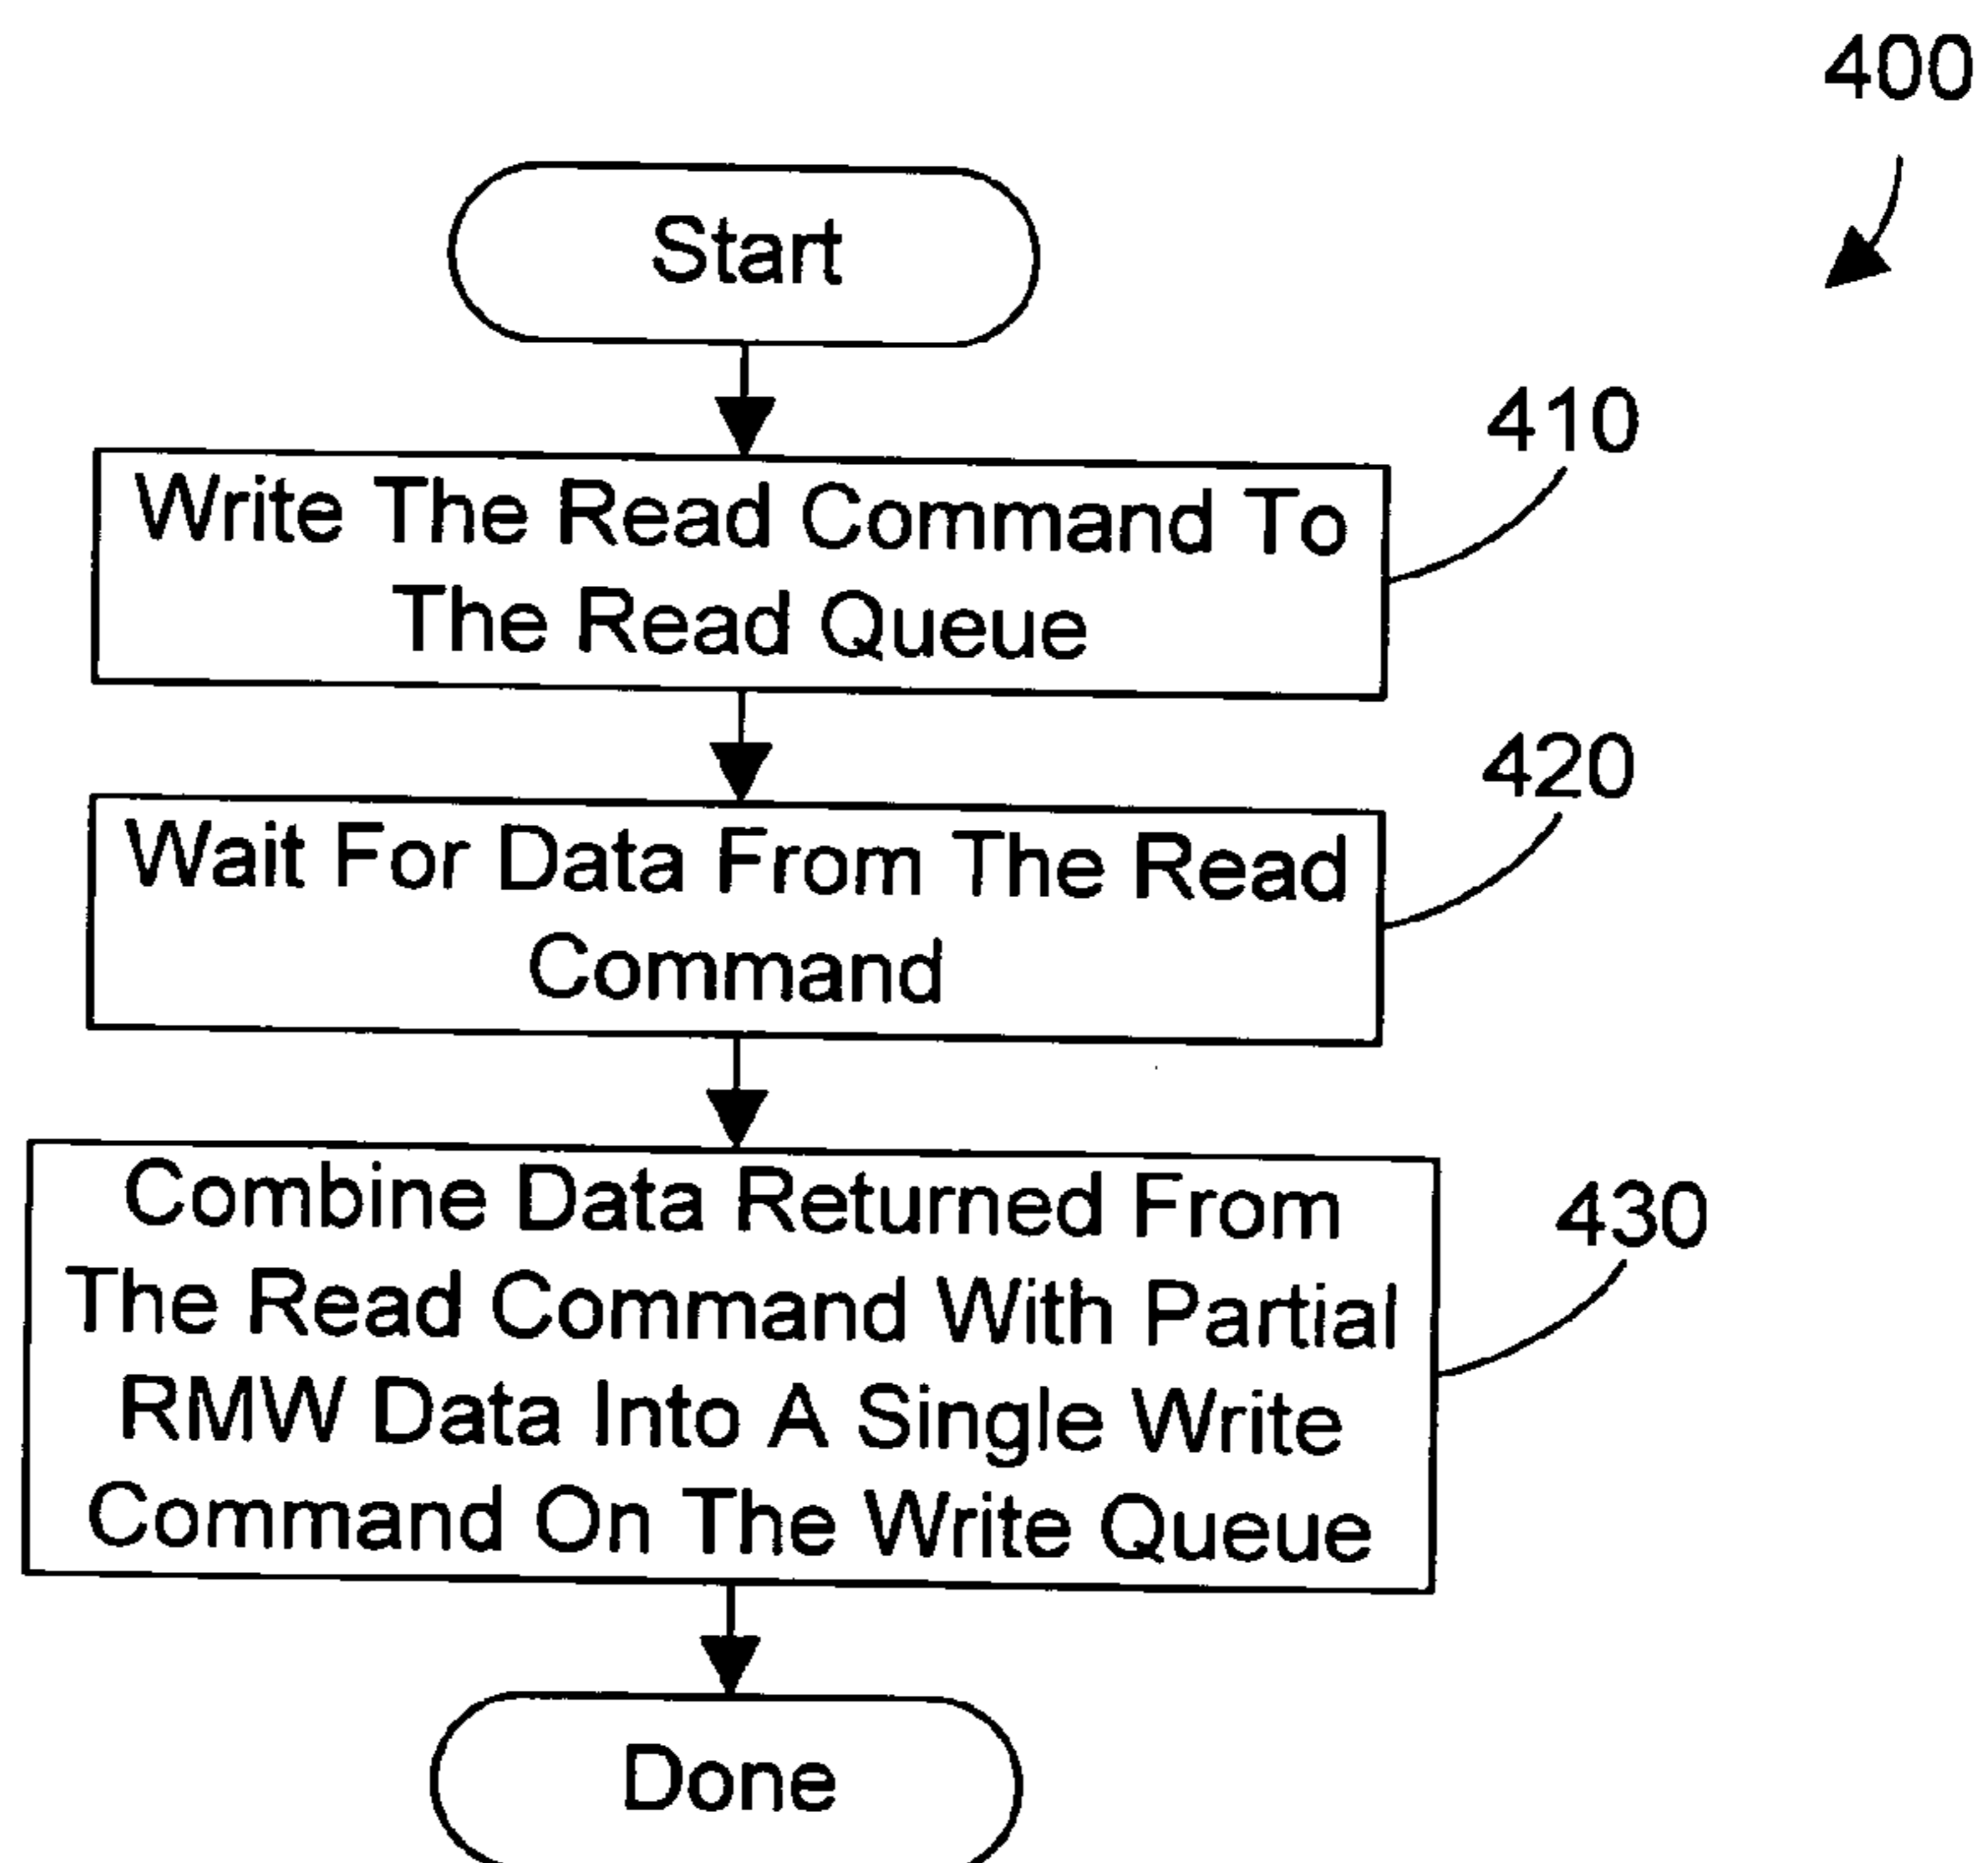 400
Start
410
Write The Read Command To
The Read Queue
420
Wait For Data From The Read
Command
430
Combine Data Returned From
The Read Command With Partial
RMW Data Into A Single Write
Command On The Write Queue
Done